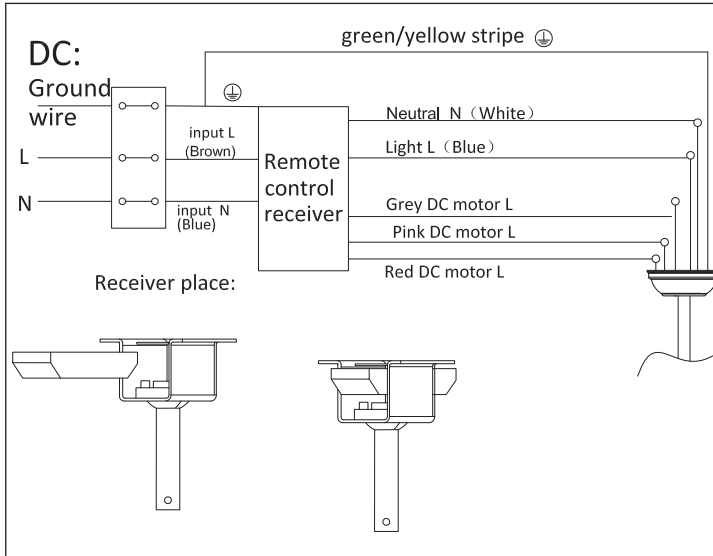 DC:
green/yellow stripe
Ground
wire
L
N
input L
(Brown)
input N
(Blue)
Remote
control
receiver
Neutral N（White）
Light L（Blue）
Grey DC motor L
Pink DC motor L
Red DC motor L
Receiver place: